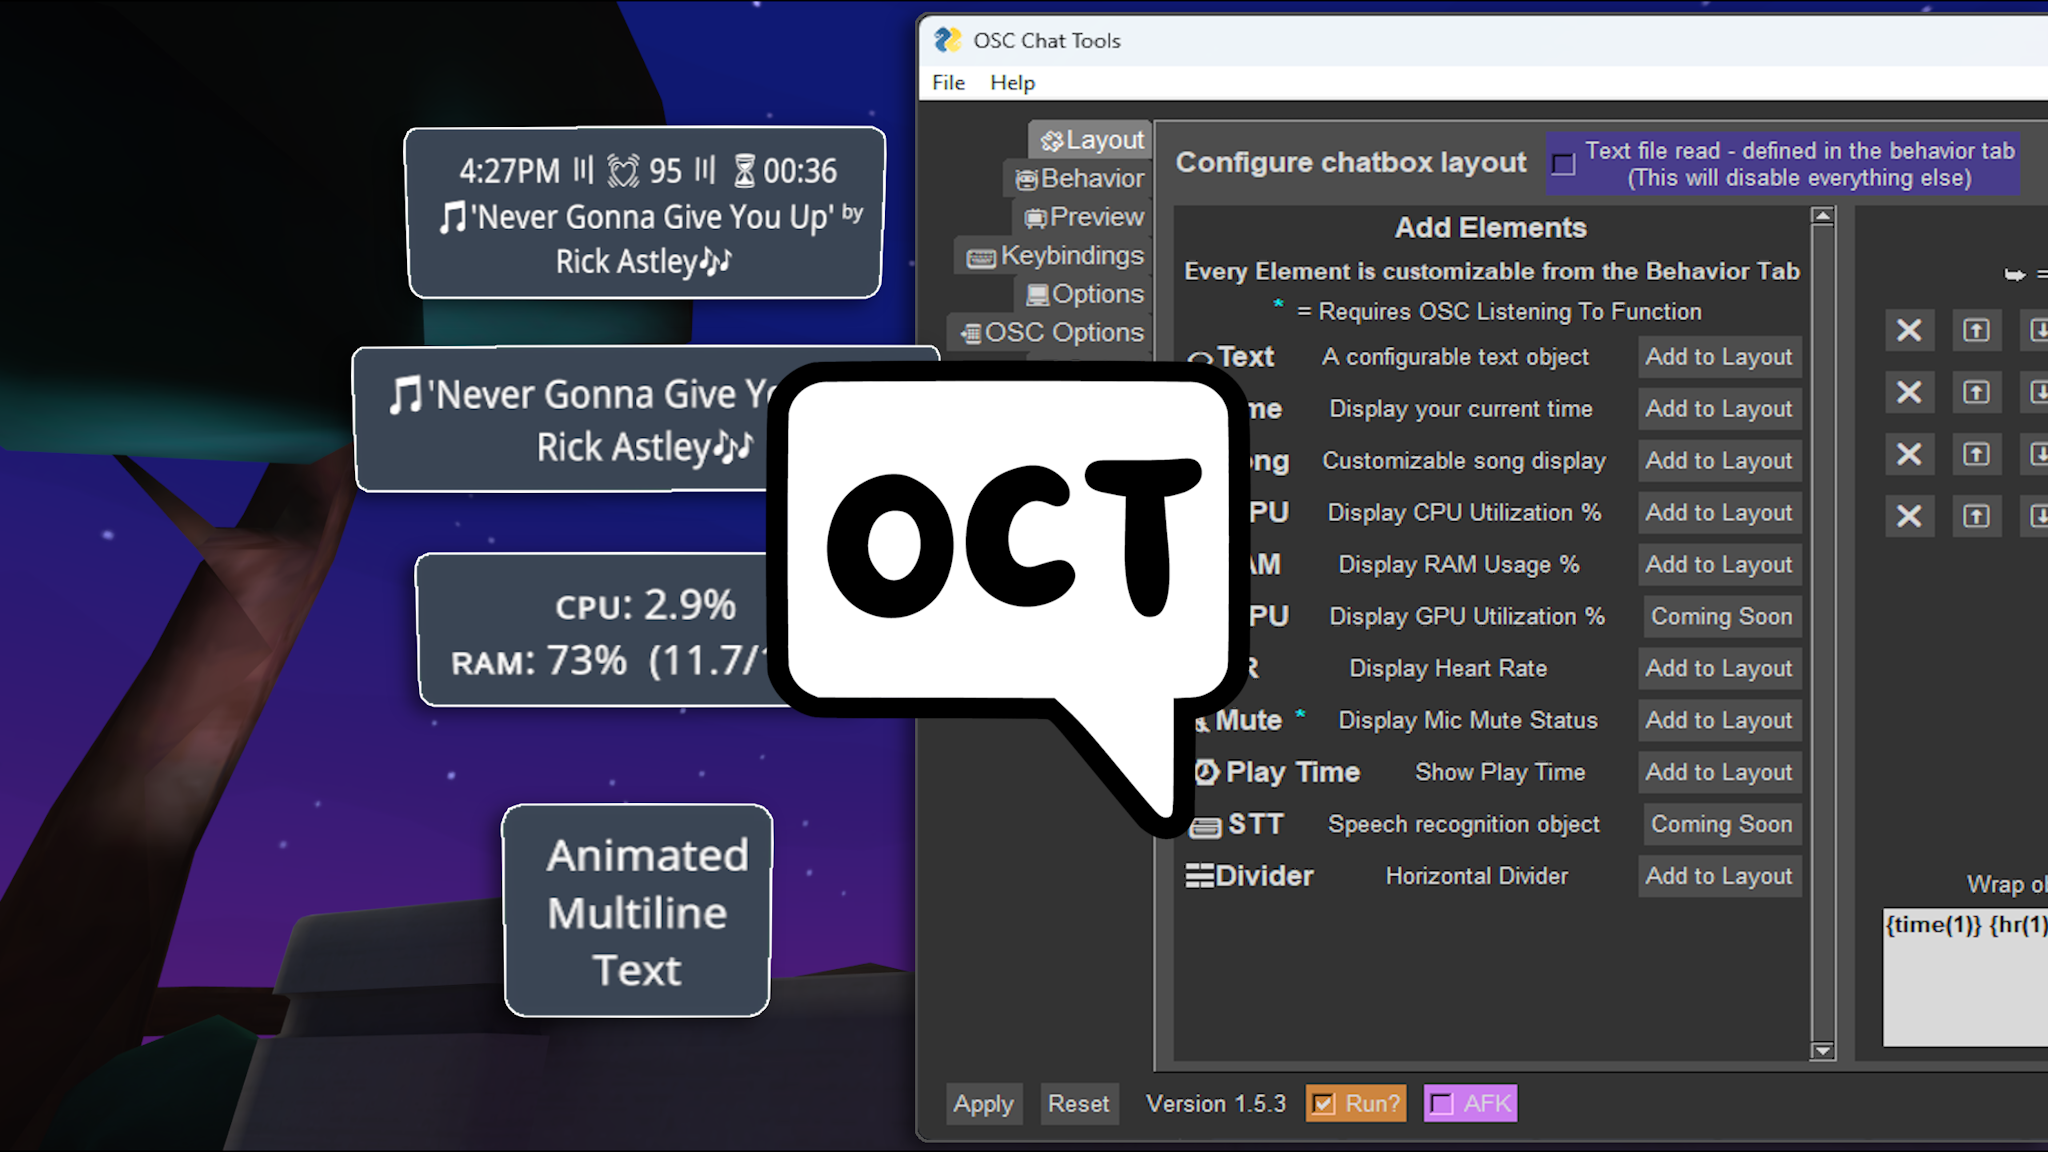 4:27PM 95 00:36
'Never Gonna Give You Up' by
Rick Astley
'Never Gonna Give
Rick Astley
CPU: 2.9%
RAM: 73% (11.7/
Animated
Multiline
Text
OCT
OSC Chat Tools
File Help
Layout
Behavior
Preview
Keybindings
Options
OSC Options
Configure chatbox layout
Text file read - defined in the behavior tab
(This will disable everything else)
Add Elements
Every Element is customizable from the Behavior Tab
* = Requires OSC Listening To Function
Text A configurable text object Add to Layout
Display your current time Add to Layout
Customizable song display Add to Layout
Display CPU Utilization % Add to Layout
Display RAM Usage % Add to Layout
Display GPU Utilization % Coming Soon
Display Heart Rate Add to Layout
Mute * Display Mic Mute Status Add to Layout
Play Time Show Play Time Add to Layout
STT Speech recognition object Coming Soon
Divider Horizontal Divider Add to Layout
Wrap
{time(1)} {hr(1)
Apply Reset Version 1.5.3 Run? AFK